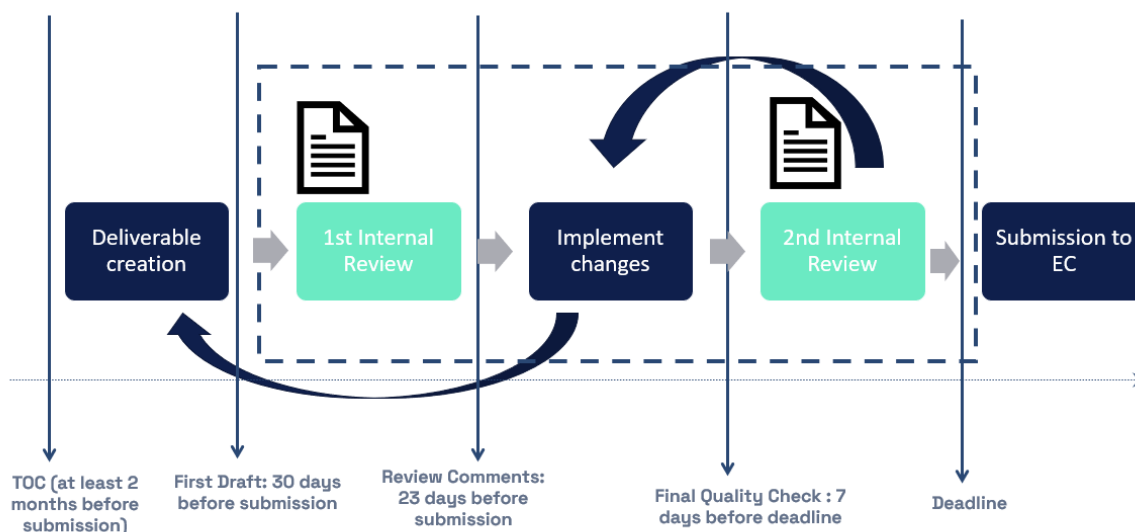 Deliverable
creation
1st Internal
Review
Implement
changes
2nd Internal
Review
Submission to
EC
TOC (at least 2
months before
submission)
First Draft: 30 days
before submission
Review Comments:
23 days before
submission
Final Quality Check : 7
days before deadline
Deadline